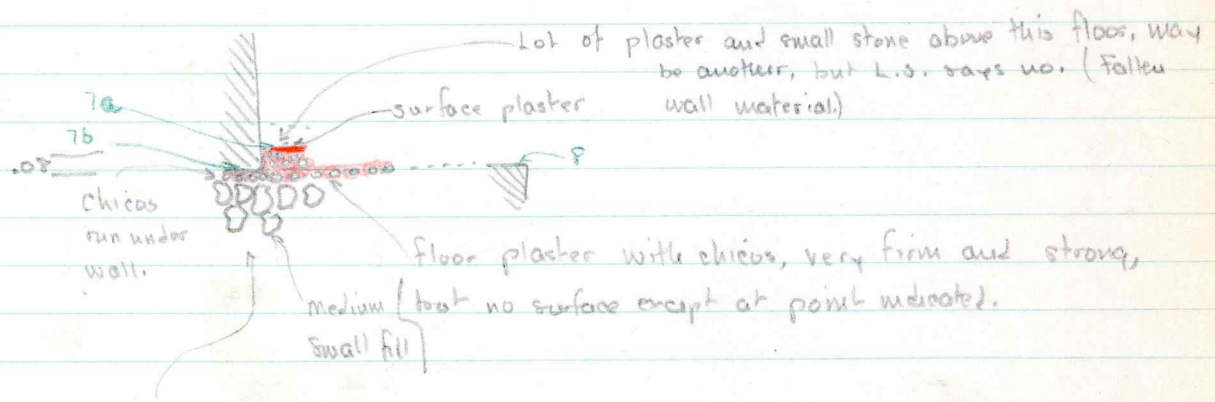 Lot of plaster and small stone above this floor, may
be another, but L.S. says no. (Fallen
wall material.)
surface plaster
7a
7b
.08
8
Chicos
run under
wall.
floor plaster with chicos, very firm and strong,
but no surface except at point indicated.
medium
small fill